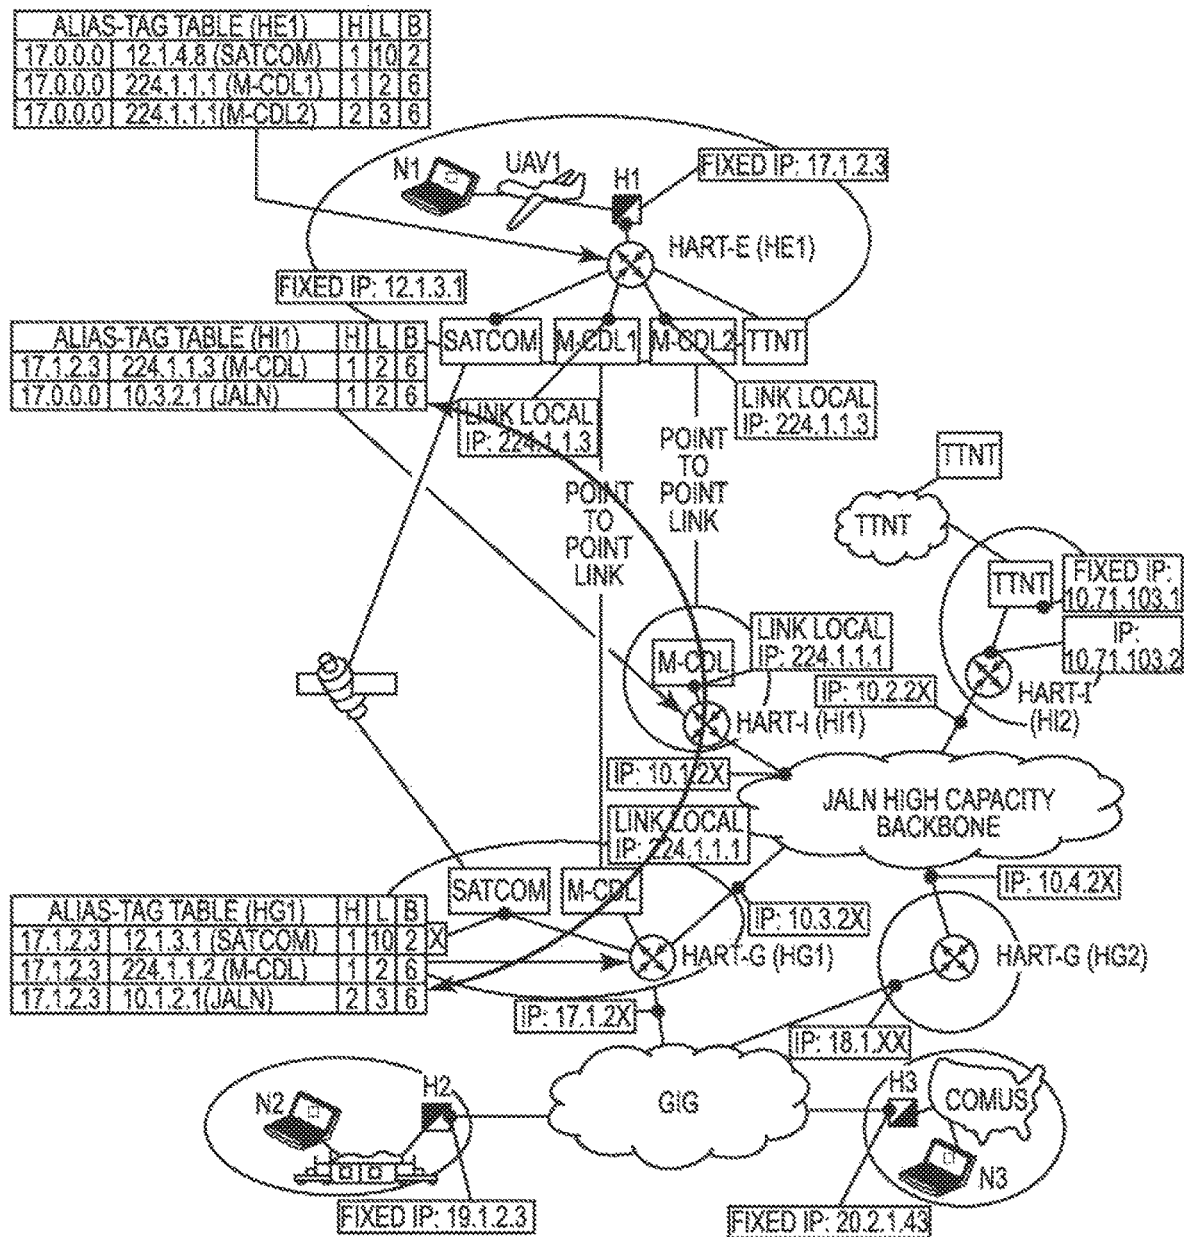 ALIAS-TAG TABLE (HE1) H L B
17.0.0.0 12.1.4.8 (SATCOM) 1 10 2
17.0.0.0 224.1.1.1 (M-CDL1) 1 2 6
17.0.0.0 224.1.1.1(M-CDL2) 2 3 6
N1
UAV1
H1
FIXED IP: 17.1.2.3
HART-E (HE1)
FIXED IP: 12.1.3.1
SATCOM
M-CDL1
M-CDL2
TTNT
ALIAS-TAG TABLE (HI1) H L B
17.1.2.3 224.1.1.3 (M-CDL) 1 2 6
17.0.0.0 10.3.2.1 (JALN) 1 2 6
LINK LOCAL
IP: 224.1.1.3
LINK LOCAL
IP: 224.1.1.3
POINT
TO
POINT
LINK
POINT
TO
POINT
LINK
TTNT
TTNT
TTNT
FIXED IP:
10.71.103.1
IP:
10.71.103.2
HART-I
(HI2)
M-CDL
LINK LOCAL
IP: 224.1.1.1
IP: 10.2.2X
HART-I (HI1)
IP: 10.1.2X
JALN HIGH CAPACITY
BACKBONE
LINK LOCAL
IP: 224.1.1.1
SATCOM
M-CDL
IP: 10.3.2X
IP: 10.4.2X
ALIAS-TAG TABLE (HG1) H L B
17.1.2.3 12.1.3.1 (SATCOM) 1 10 2 X
17.1.2.3 224.1.1.2 (M-CDL) 1 2 6
17.1.2.3 10.1.2.1(JALN) 2 3 6
HART-G (HG1)
HART-G (HG2)
IP: 17.1.2X
IP: 18.1.XX
GIG
N2
H2
H3
COMUS
N3
FIXED IP: 19.1.2.3
FIXED IP: 20.2.1.43